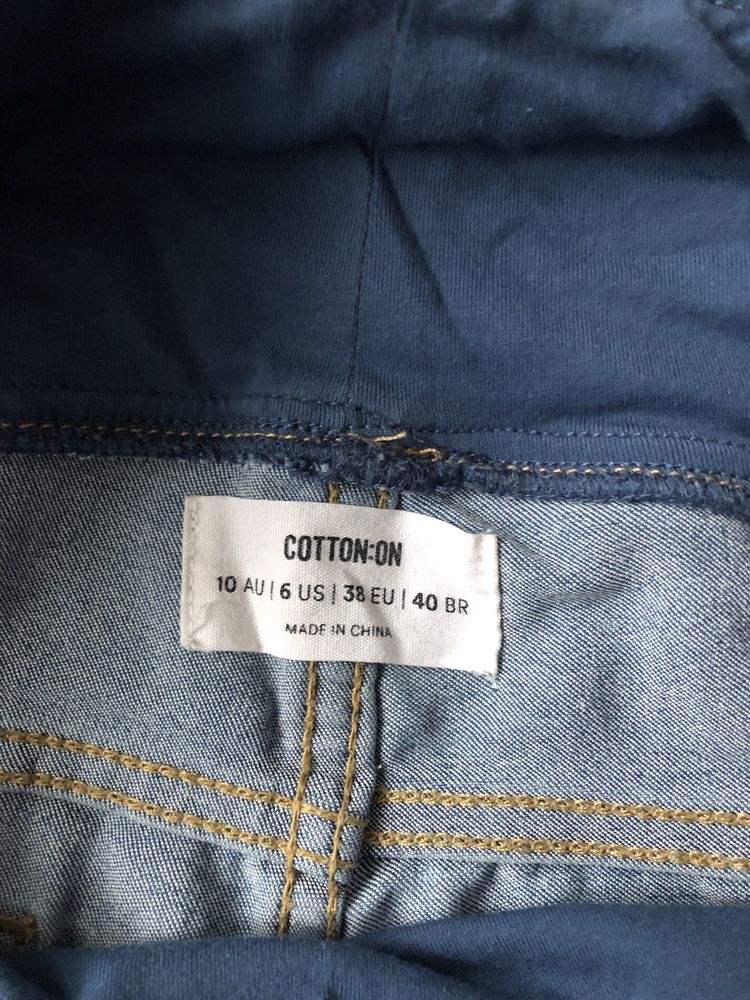 COTTON:ON
10 AU | 6 US | 38 EU | 40 BR
MADE IN CHINA